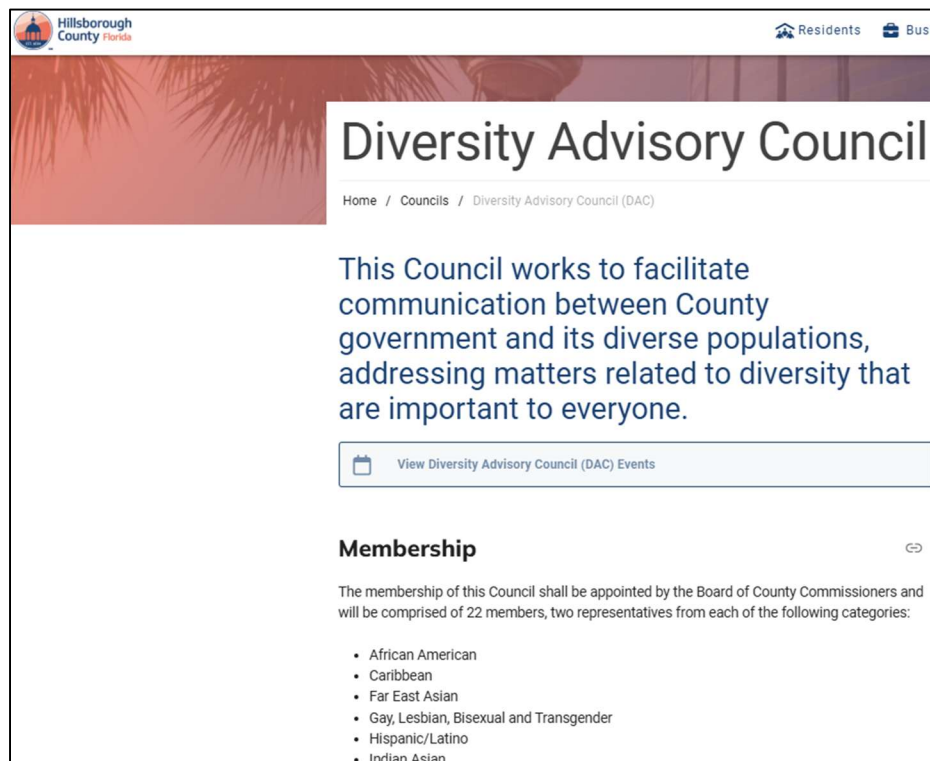 Hillsborough
County Florida
Residents
Bus
Diversity Advisory Council
Home / Councils / Diversity Advisory Council (DAC)
This Council works to facilitate
communication between County
government and its diverse populations,
addressing matters related to diversity that
are important to everyone.
View Diversity Advisory Council (DAC) Events
Membership
The membership of this Council shall be appointed by the Board of County Commissioners and
will be comprised of 22 members, two representatives from each of the following categories:
• African American
• Caribbean
• Far East Asian
• Gay, Lesbian, Bisexual and Transgender
• Hispanic/Latino
• Indian Asian